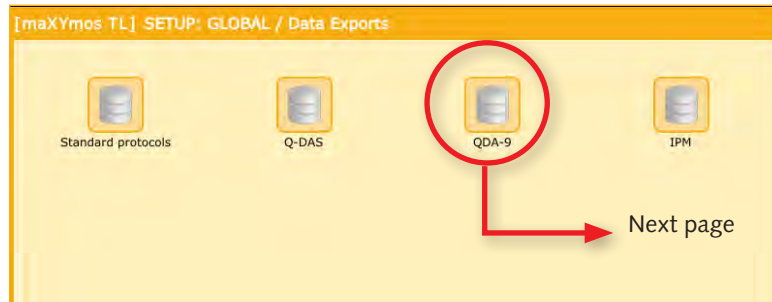 [maXYmos TL] SETUP: GLOBAL / Data Exports
Standard protocols
Q-DAS
QDA-9
IPM
Next page